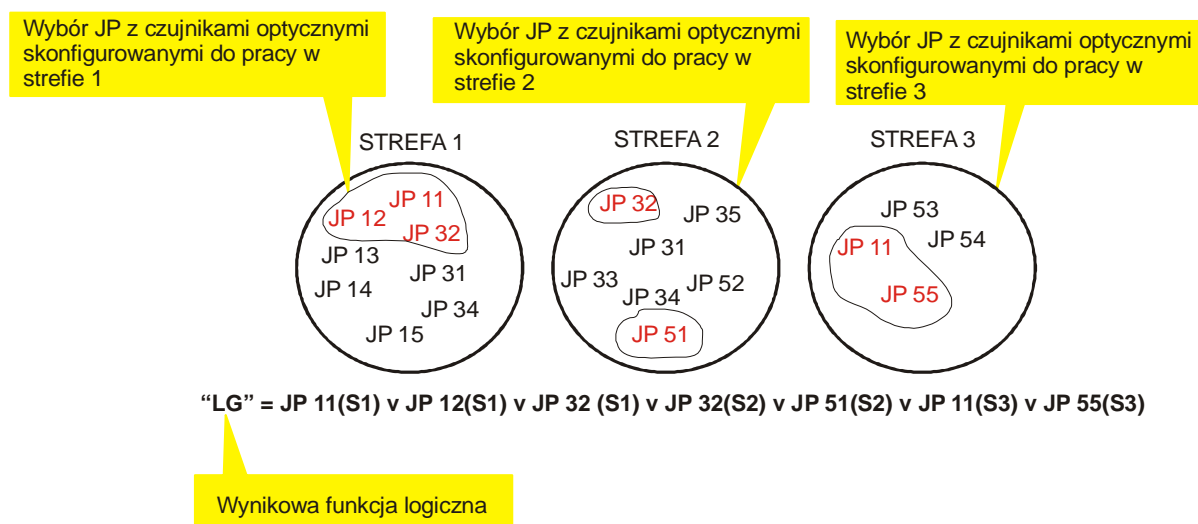 Wybór JP z czujnikami optycznymi
skonfigurowanymi do pracy w
strefie 1
Wybór JP z czujnikami optycznymi
skonfigurowanymi do pracy w
strefie 2
Wybór JP z czujnikami optycznymi
skonfigurowanymi do pracy w
strefie 3
STREFA 1
JP 11
JP 12
JP 32
JP 13
JP 31
JP 14
JP 34
JP 15
STREFA 2
JP 32
JP 35
JP 31
JP 33
JP 52
JP 34
JP 51
STREFA 3
JP 53
JP 54
JP 11
JP 55
“LG” = JP 11(S1) v JP 12(S1) v JP 32 (S1) v JP 32(S2) v JP 51(S2) v JP 11(S3) v JP 55(S3)
Wynikowa funkcja logiczna